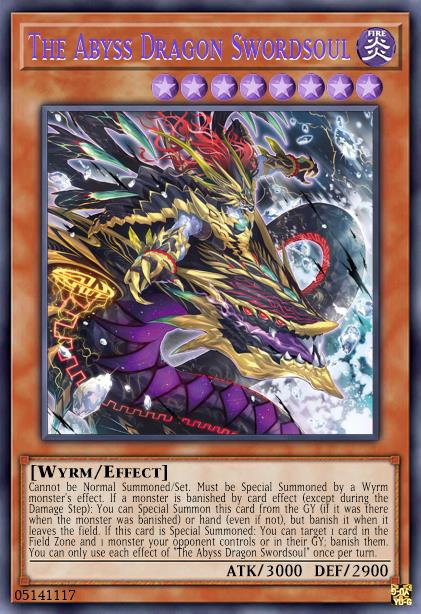 The Abyss Dragon Swordsoul
FIRE
炎
[Wyrm/Effect]
Cannot be Normal Summoned/Set. Must be Special Summoned by a Wyrm
monster's effect. If a monster is banished by card effect (except during the
Damage Step): You can Special Summon this card from the GY (if it was there
when the monster was banished) or hand (even if not), but banish it when it
leaves the field. If this card is Special Summoned: You can target 1 card in the
Field Zone and 1 monster your opponent controls or in their GY; banish them.
You can only use each effect of "The Abyss Dragon Swordsoul" once per turn.
ATK/3000 DEF/2900
05141117